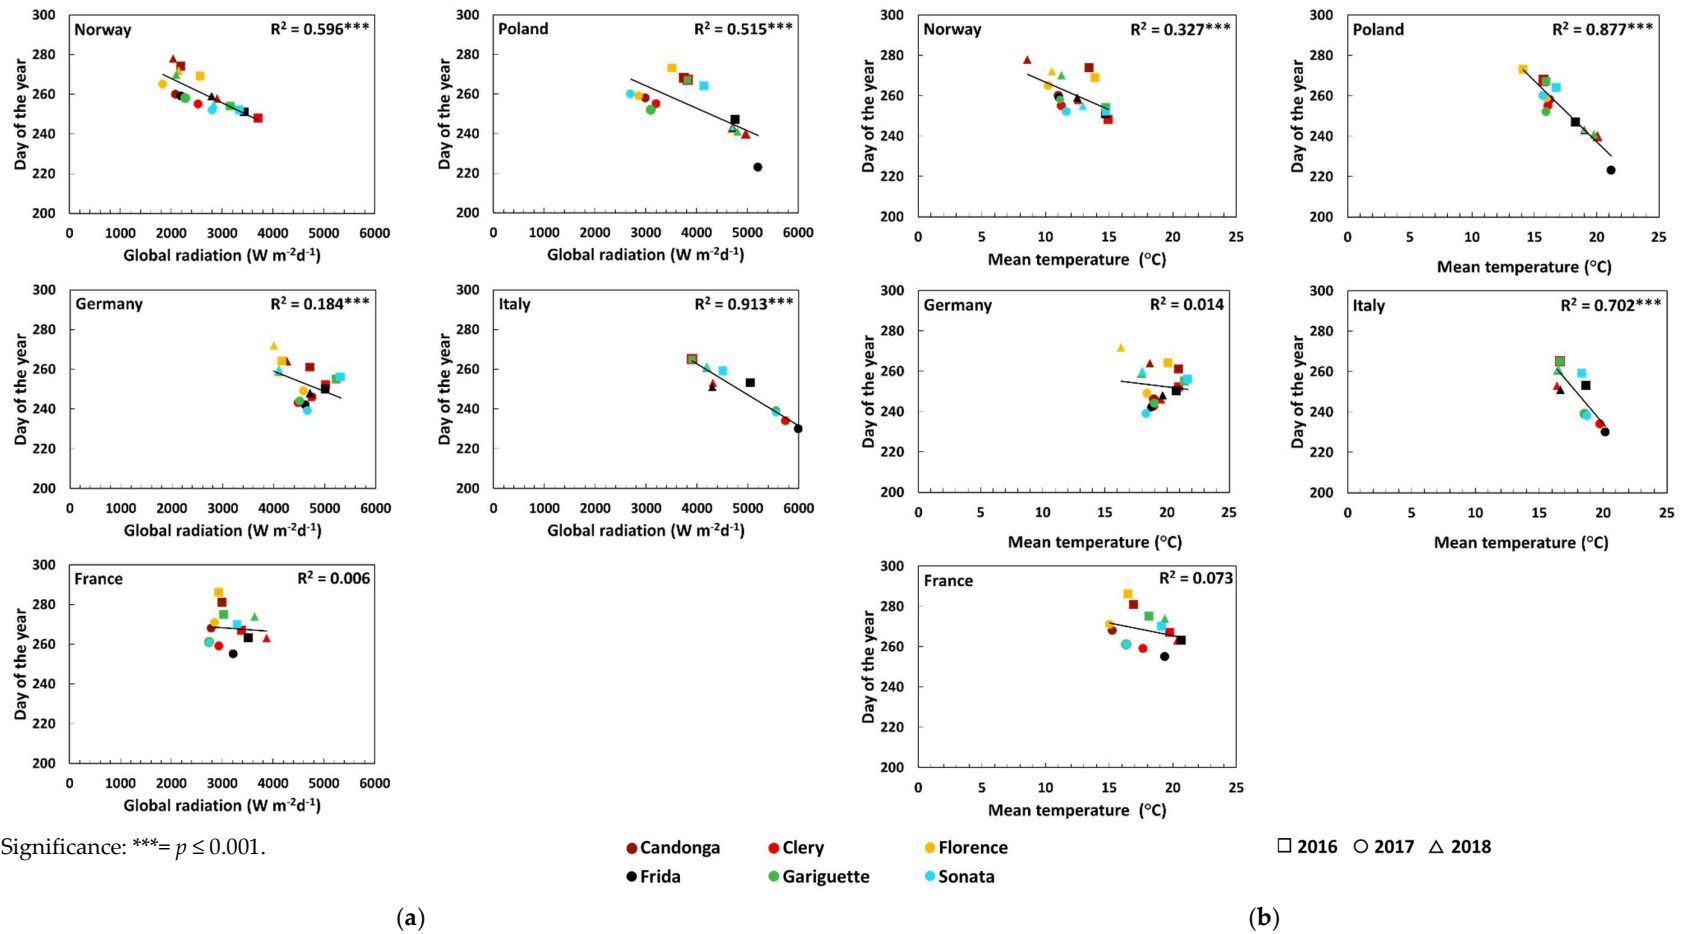 Norway
R² = 0.596***
300
280
260
240
220
200
Day of the year
0 1000 2000 3000 4000 5000 6000
Global radiation (W m⁻²d⁻¹)
Poland
R² = 0.515***
300
280
260
240
220
200
Day of the year
0 1000 2000 3000 4000 5000 6000
Global radiation (W m⁻²d⁻¹)
Norway
R² = 0.327***
300
280
260
240
220
200
Day of the year
0 5 10 15 20 25
Mean temperature (°C)
Poland
R² = 0.877***
300
280
260
240
220
200
Day of the year
0 5 10 15 20 25
Mean temperature (°C)
Germany
R² = 0.184***
300
280
260
240
220
200
Day of the year
0 1000 2000 3000 4000 5000 6000
Global radiation (W m⁻²d⁻¹)
Italy
R² = 0.913***
300
280
260
240
220
200
Day of the year
0 1000 2000 3000 4000 5000 6000
Global radiation (W m⁻²d⁻¹)
Germany
R² = 0.014
300
280
260
240
220
200
Day of the year
0 5 10 15 20 25
Mean temperature (°C)
Italy
R² = 0.702***
300
280
260
240
220
200
Day of the year
0 5 10 15 20 25
Mean temperature (°C)
France
R² = 0.006
300
280
260
240
220
200
Day of the year
0 1000 2000 3000 4000 5000 6000
Global radiation (W m⁻²d⁻¹)
France
R² = 0.073
300
280
260
240
220
200
Day of the year
0 5 10 15 20 25
Mean temperature (°C)
Significance: ***= p ≤ 0.001.
Candonga Clery Florence
2016 2017 2018
Frida Gariguette Sonata
(a) (b)